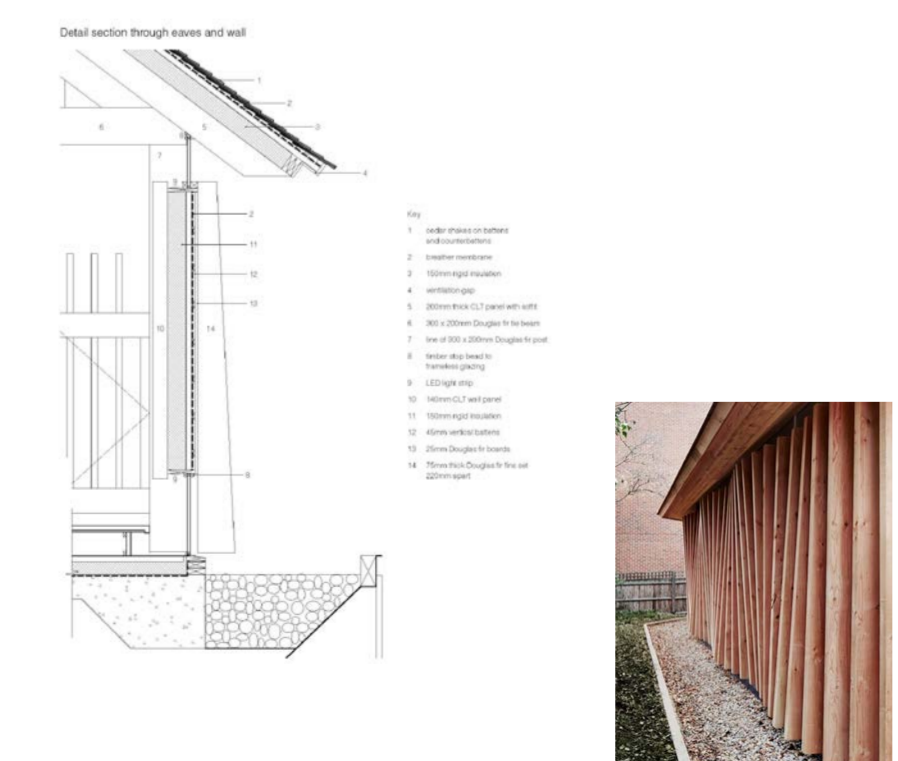 Detail section through eaves and wall
1
2
3
6
5
8
7
4
9
2
11
12
13
10
14
8
9
Key
1 cedar shakes on battens
and counterbattens
2 breather membrane
3 150mm rigid insulation
4 ventilation gap
5 200mm thick CLT panel with soffit
6 300 x 200mm Douglas fir tie beam
7 line of 300 x 200mm Douglas fir post
8 timber stop bead to
frameless glazing
9 LED light strip
10 140mm CLT wall panel
11 150mm rigid insulation
12 45mm vertical battens
13 25mm Douglas fir boards
14 75mm thick Douglas fir fins set
220mm apart